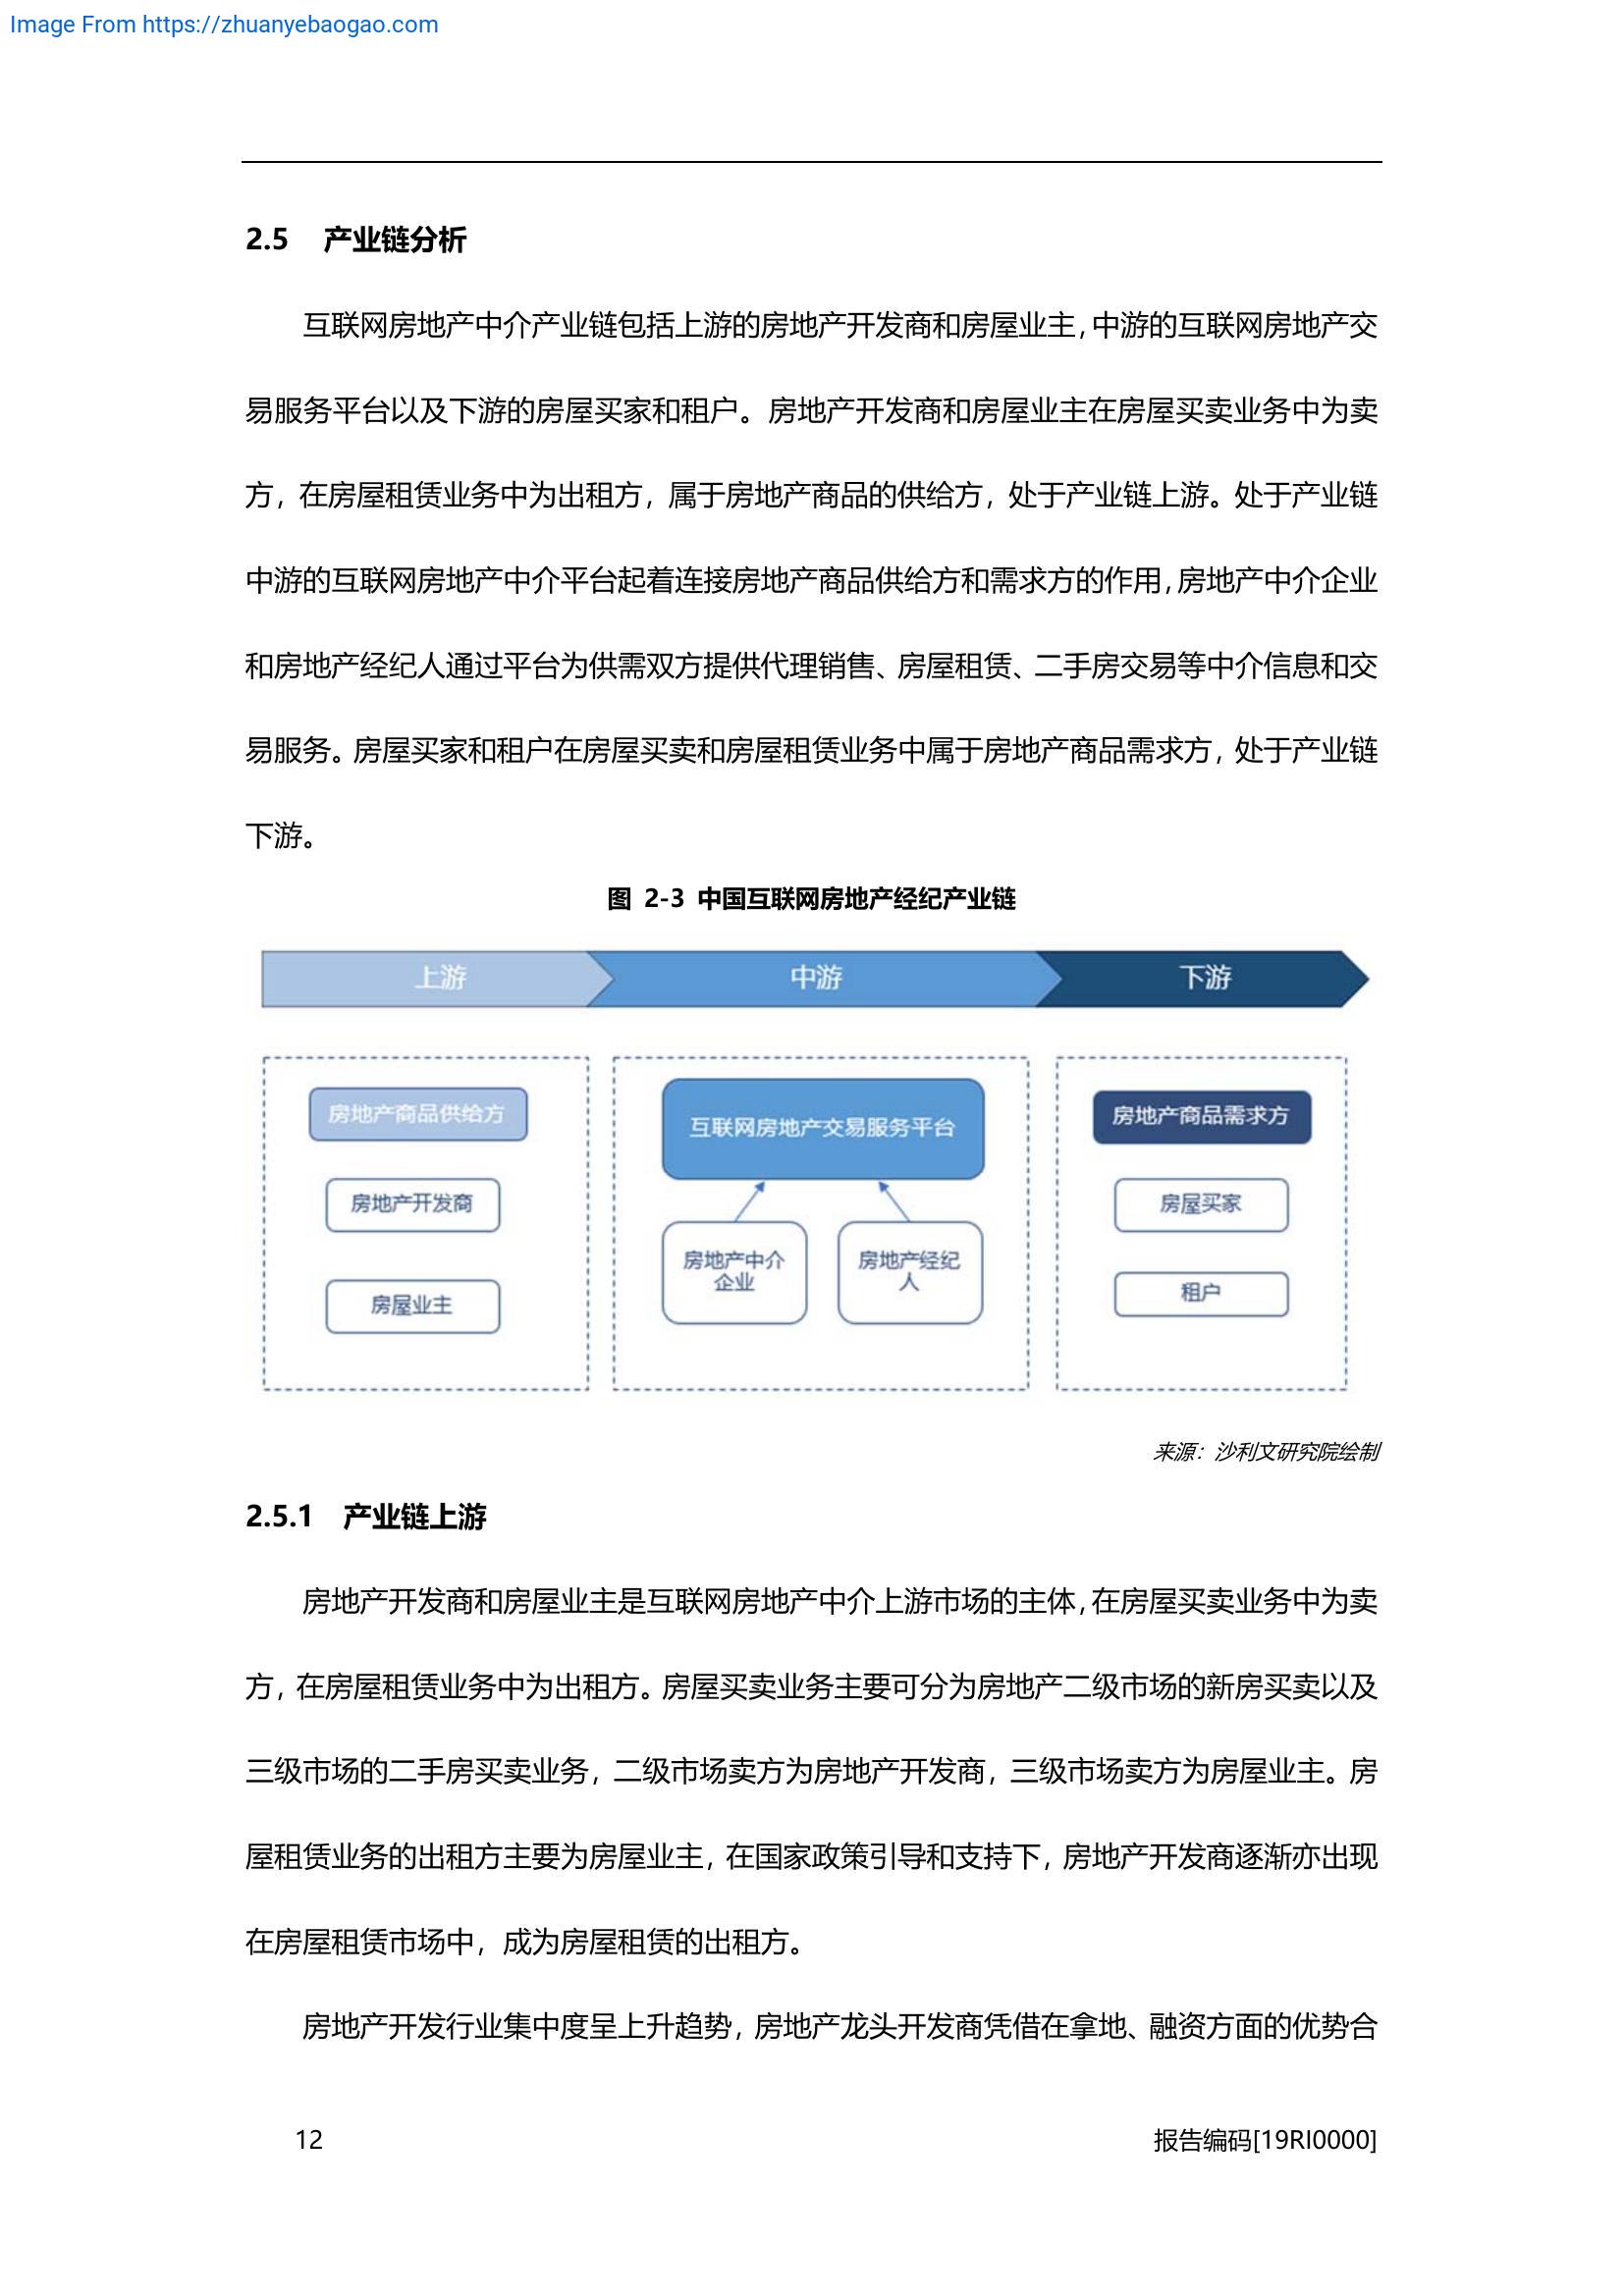 Image From https://zhuanyebaogao.com
2.5 产业链分析
互联网房地产中介产业链包括上游的房地产开发商和房屋业主，中游的互联网房地产交
易服务平台以及下游的房屋买家和租户。房地产开发商和房屋业主在房屋买卖业务中为卖
方，在房屋租赁业务中为出租方，属于房地产商品的供给方，处于产业链上游。处于产业链
中游的互联网房地产中介平台起着连接房地产商品供给方和需求方的作用，房地产中介企业
和房地产经纪人通过平台为供需双方提供代理销售、房屋租赁、二手房交易等中介信息和交
易服务。房屋买家和租户在房屋买卖和房屋租赁业务中属于房地产商品需求方，处于产业链
下游。
图 2-3 中国互联网房地产经纪产业链
上游
中游
下游
房地产商品供给方
房地产开发商
房屋业主
互联网房地产交易服务平台
房地产中介
企业
房地产经纪
人
房地产商品需求方
房屋买家
租户
来源：沙利文研究院绘制
2.5.1 产业链上游
房地产开发商和房屋业主是互联网房地产中介上游市场的主体，在房屋买卖业务中为卖
方，在房屋租赁业务中为出租方。房屋买卖业务主要可分为房地产二级市场的新房买卖以及
三级市场的二手房买卖业务，二级市场卖方为房地产开发商，三级市场卖方为房屋业主。房
屋租赁业务的出租方主要为房屋业主，在国家政策引导和支持下，房地产开发商逐渐亦出现
在房屋租赁市场中，成为房屋租赁的出租方。
房地产开发行业集中度呈上升趋势，房地产龙头开发商凭借在拿地、融资方面的优势合
12
报告编码[19RI0000]